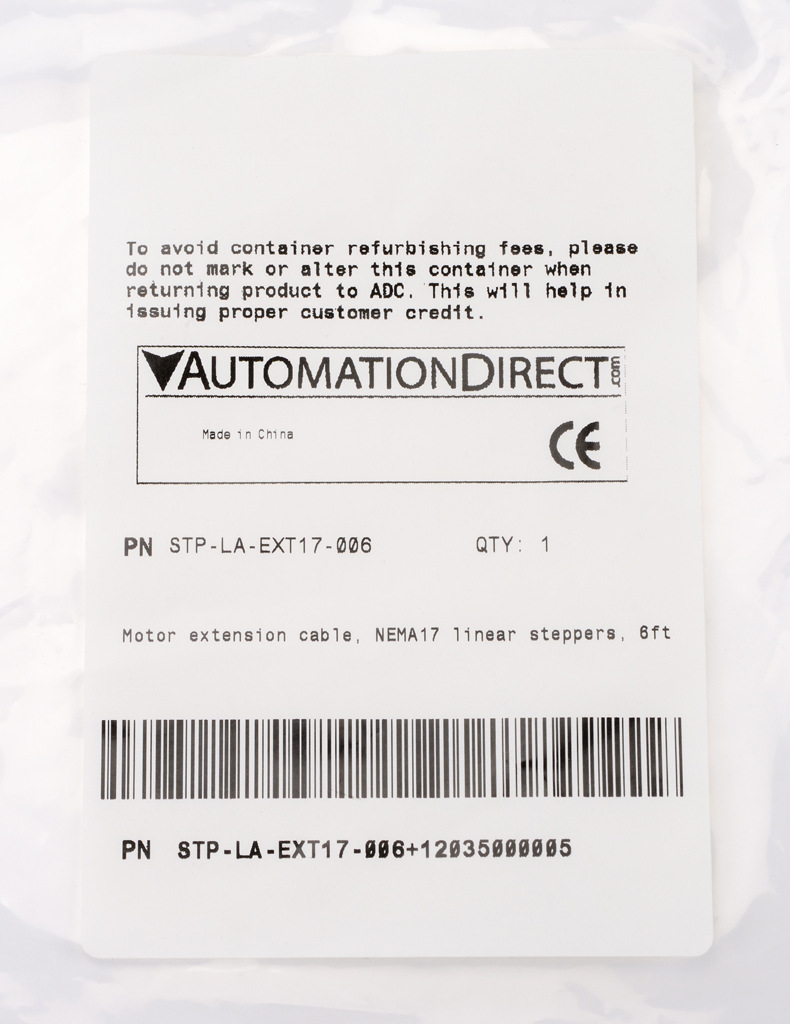 To avoid container refurbishing fees, please
do not mark or alter this container when
returning product to ADC. This will help in
issuing proper customer credit.
AUTOMATIONDIRECT.com
Made in China
CE
PN STP-LA-EXT17-006 QTY: 1
Motor extension cable, NEMA17 linear steppers, 6ft
PN STP-LA-EXT17-006+12035000005